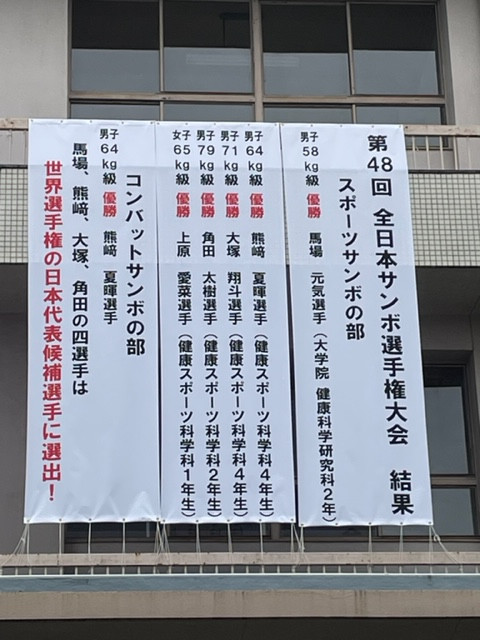 第48回 全日本サンボ選手権大会 結果
スポーツサンボの部
男子58kg級 優勝 馬場 元気選手(大学院 健康科学研究科2年)
男子64kg級 優勝 熊﨑 夏暉選手(健康スポーツ科学科4年生)
男子71kg級 優勝 大塚 翔斗選手(健康スポーツ科学科4年生)
男子79kg級 優勝 角田 太樹選手(健康スポーツ科学科2年生)
女子65kg級 優勝 上原 愛菜選手(健康スポーツ科学科1年生)
コンバットサンボの部
男子64kg級 優勝 熊﨑 夏暉選手
馬場、熊﨑、大塚、角田の四選手は
世界選手権の日本代表候補選手に選出!